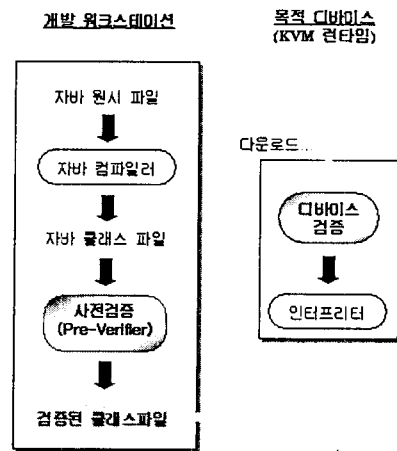 개발 워크스테이션
목적 디바이스
(KVM 런타임)
자바 원시 파일
자바 컴파일러
자바 클래스 파일
사전검증
(Pre-Verifier)
검증된 클래스파일
다운로드...
디바이스
검증
인터프리터